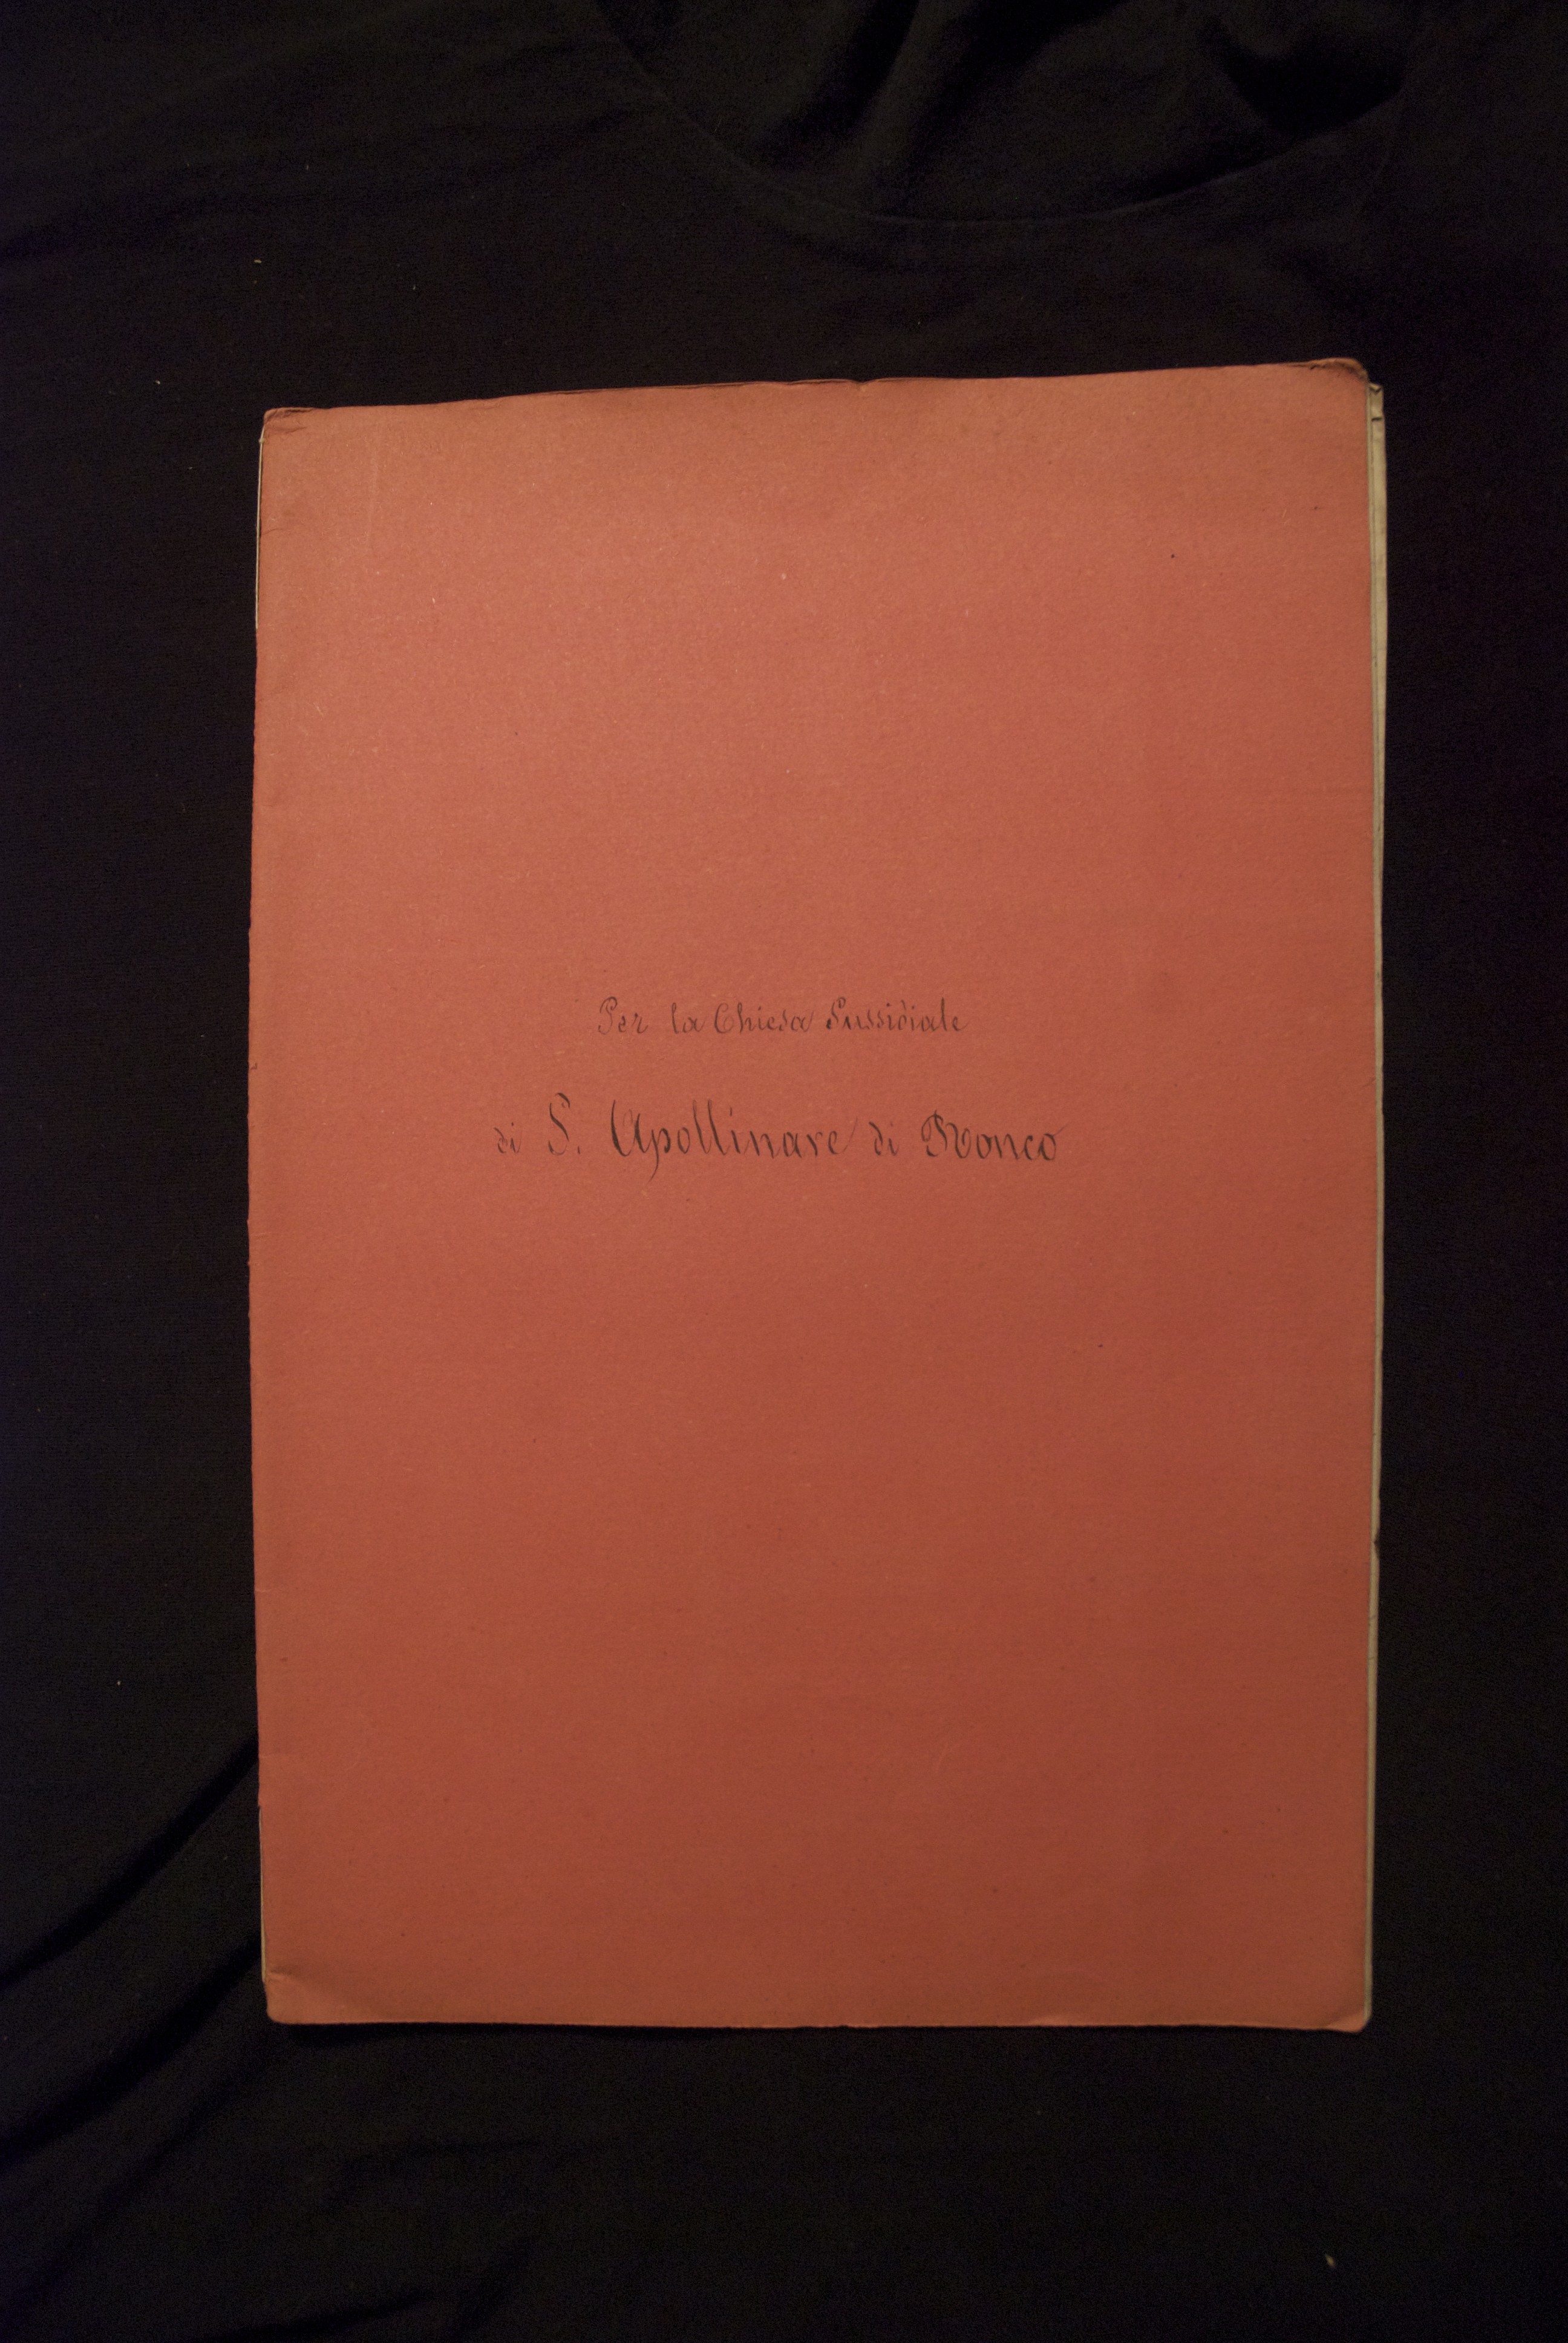 Per la Chiesa Sussidiale
di S. Apollinare di Ronco